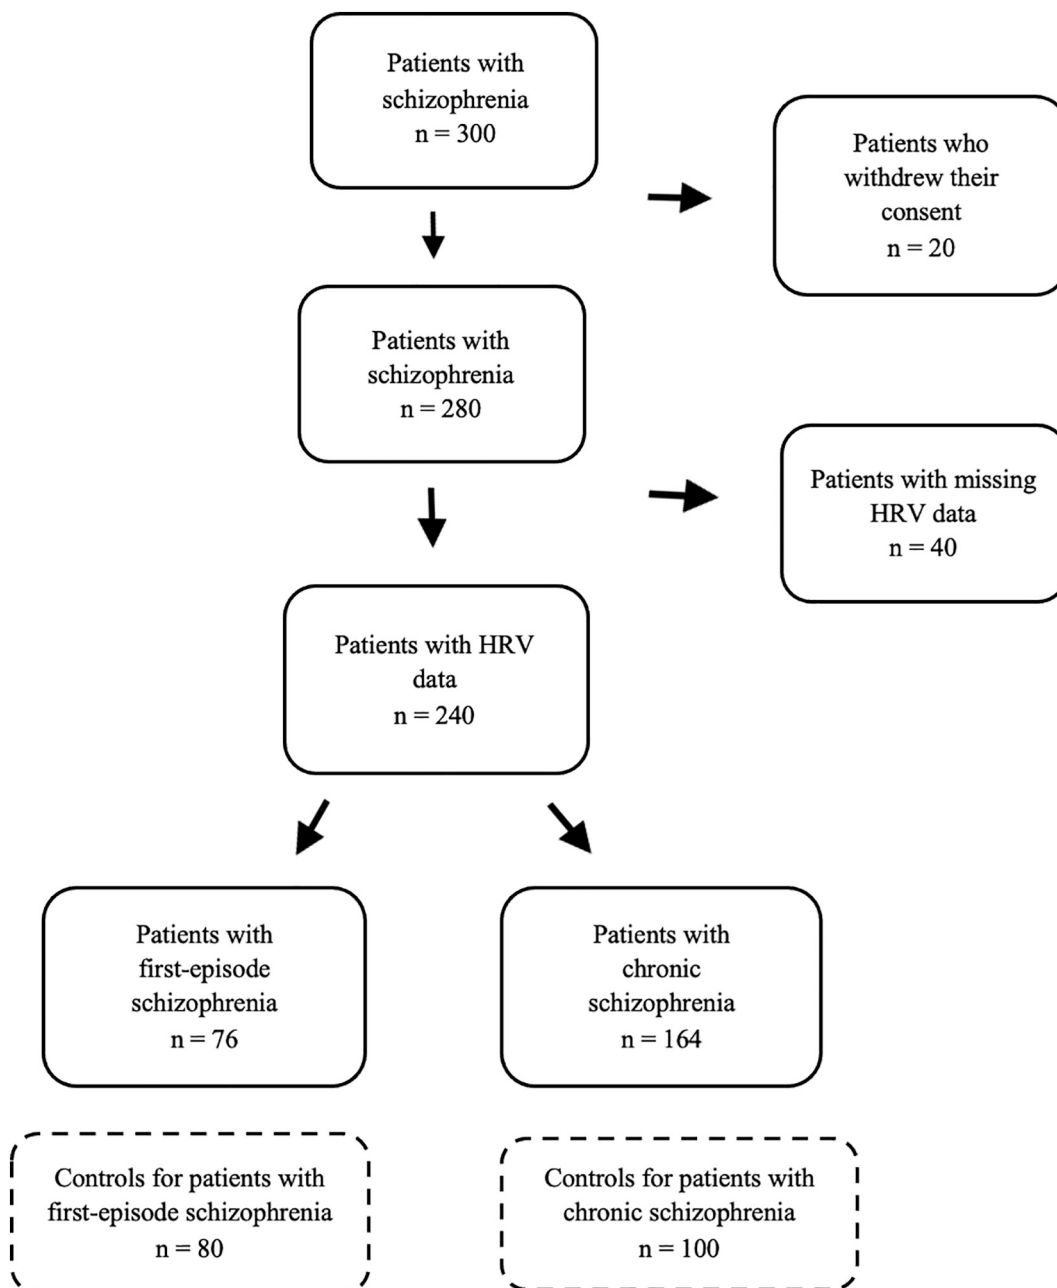 Patients with
schizophrenia
n = 300
Patients who
withdrew their
consent
n = 20
Patients with
schizophrenia
n = 280
Patients with missing
HRV data
n = 40
Patients with HRV
data
n = 240
Patients with
first-episode
schizophrenia
n = 76
Patients with
chronic
schizophrenia
n = 164
Controls for patients with
first-episode schizophrenia
n = 80
Controls for patients with
chronic schizophrenia
n = 100